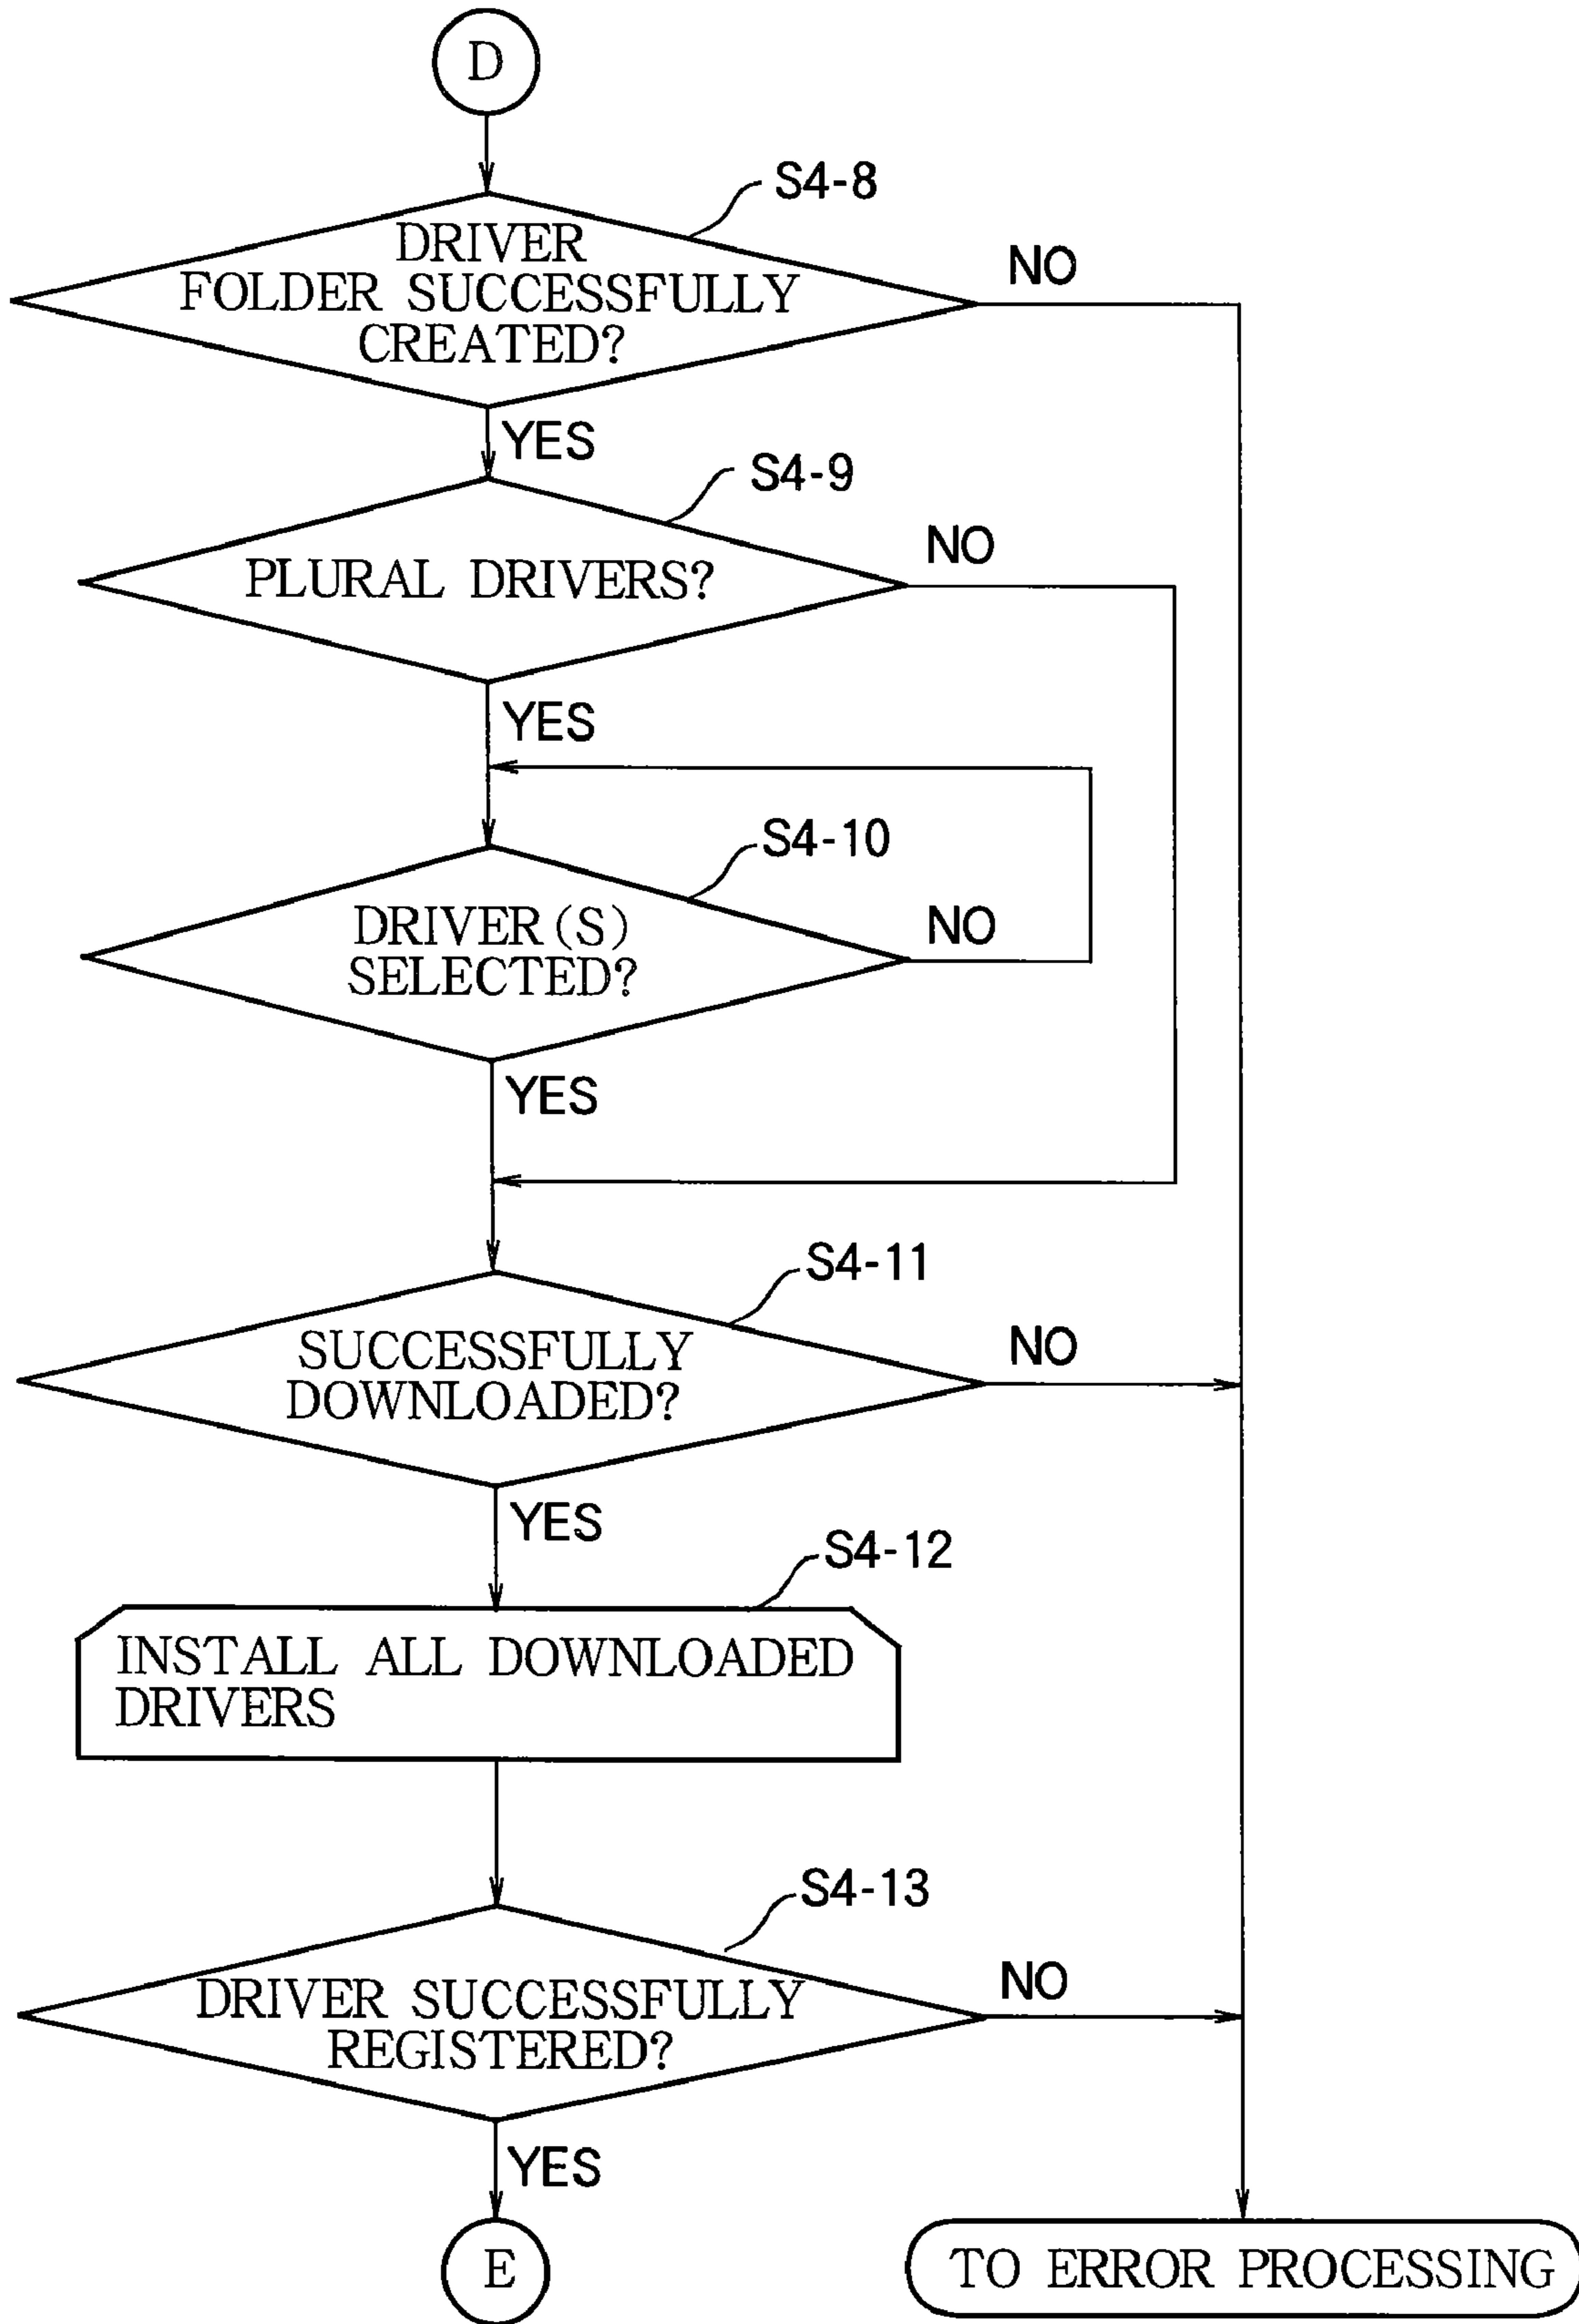 D
S4-8
DRIVER
FOLDER SUCCESSFULLY
CREATED?
NO
YES
S4-9
PLURAL DRIVERS?
NO
YES
S4-10
DRIVER(S)
SELECTED?
NO
YES
S4-11
SUCCESSFULLY
DOWNLOADED?
NO
YES
S4-12
INSTALL ALL DOWNLOADED
DRIVERS
S4-13
DRIVER SUCCESSFULLY
REGISTERED?
NO
YES
E
TO ERROR PROCESSING